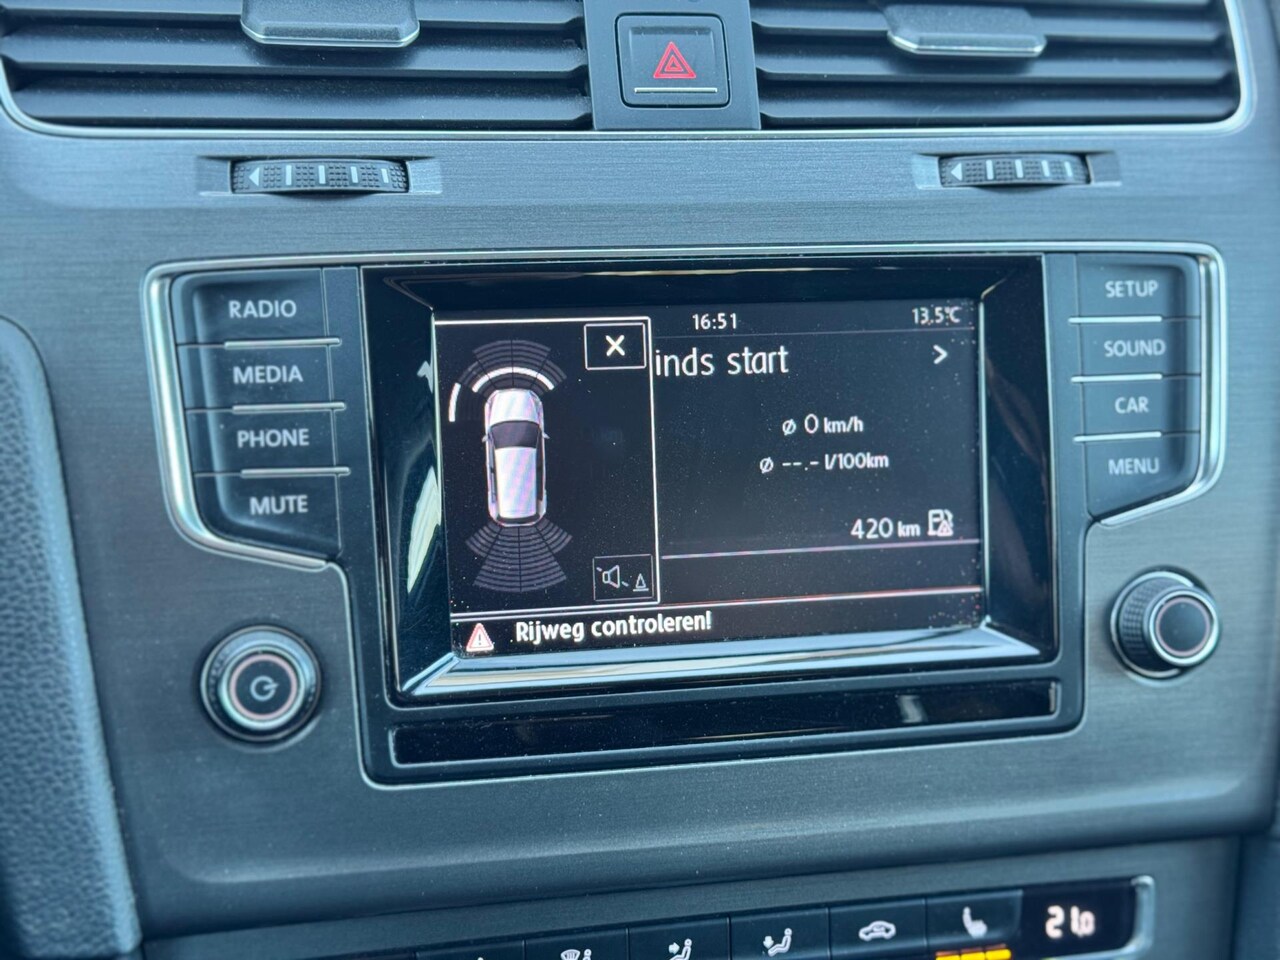 RADIO
MEDIA
PHONE
MUTE
SETUP
SOUND
CAR
MENU
16:51
13.5°C
inds start
Ø 0 km/h
Ø --.- l/100km
420 km
Rijweg controleren!
21.0